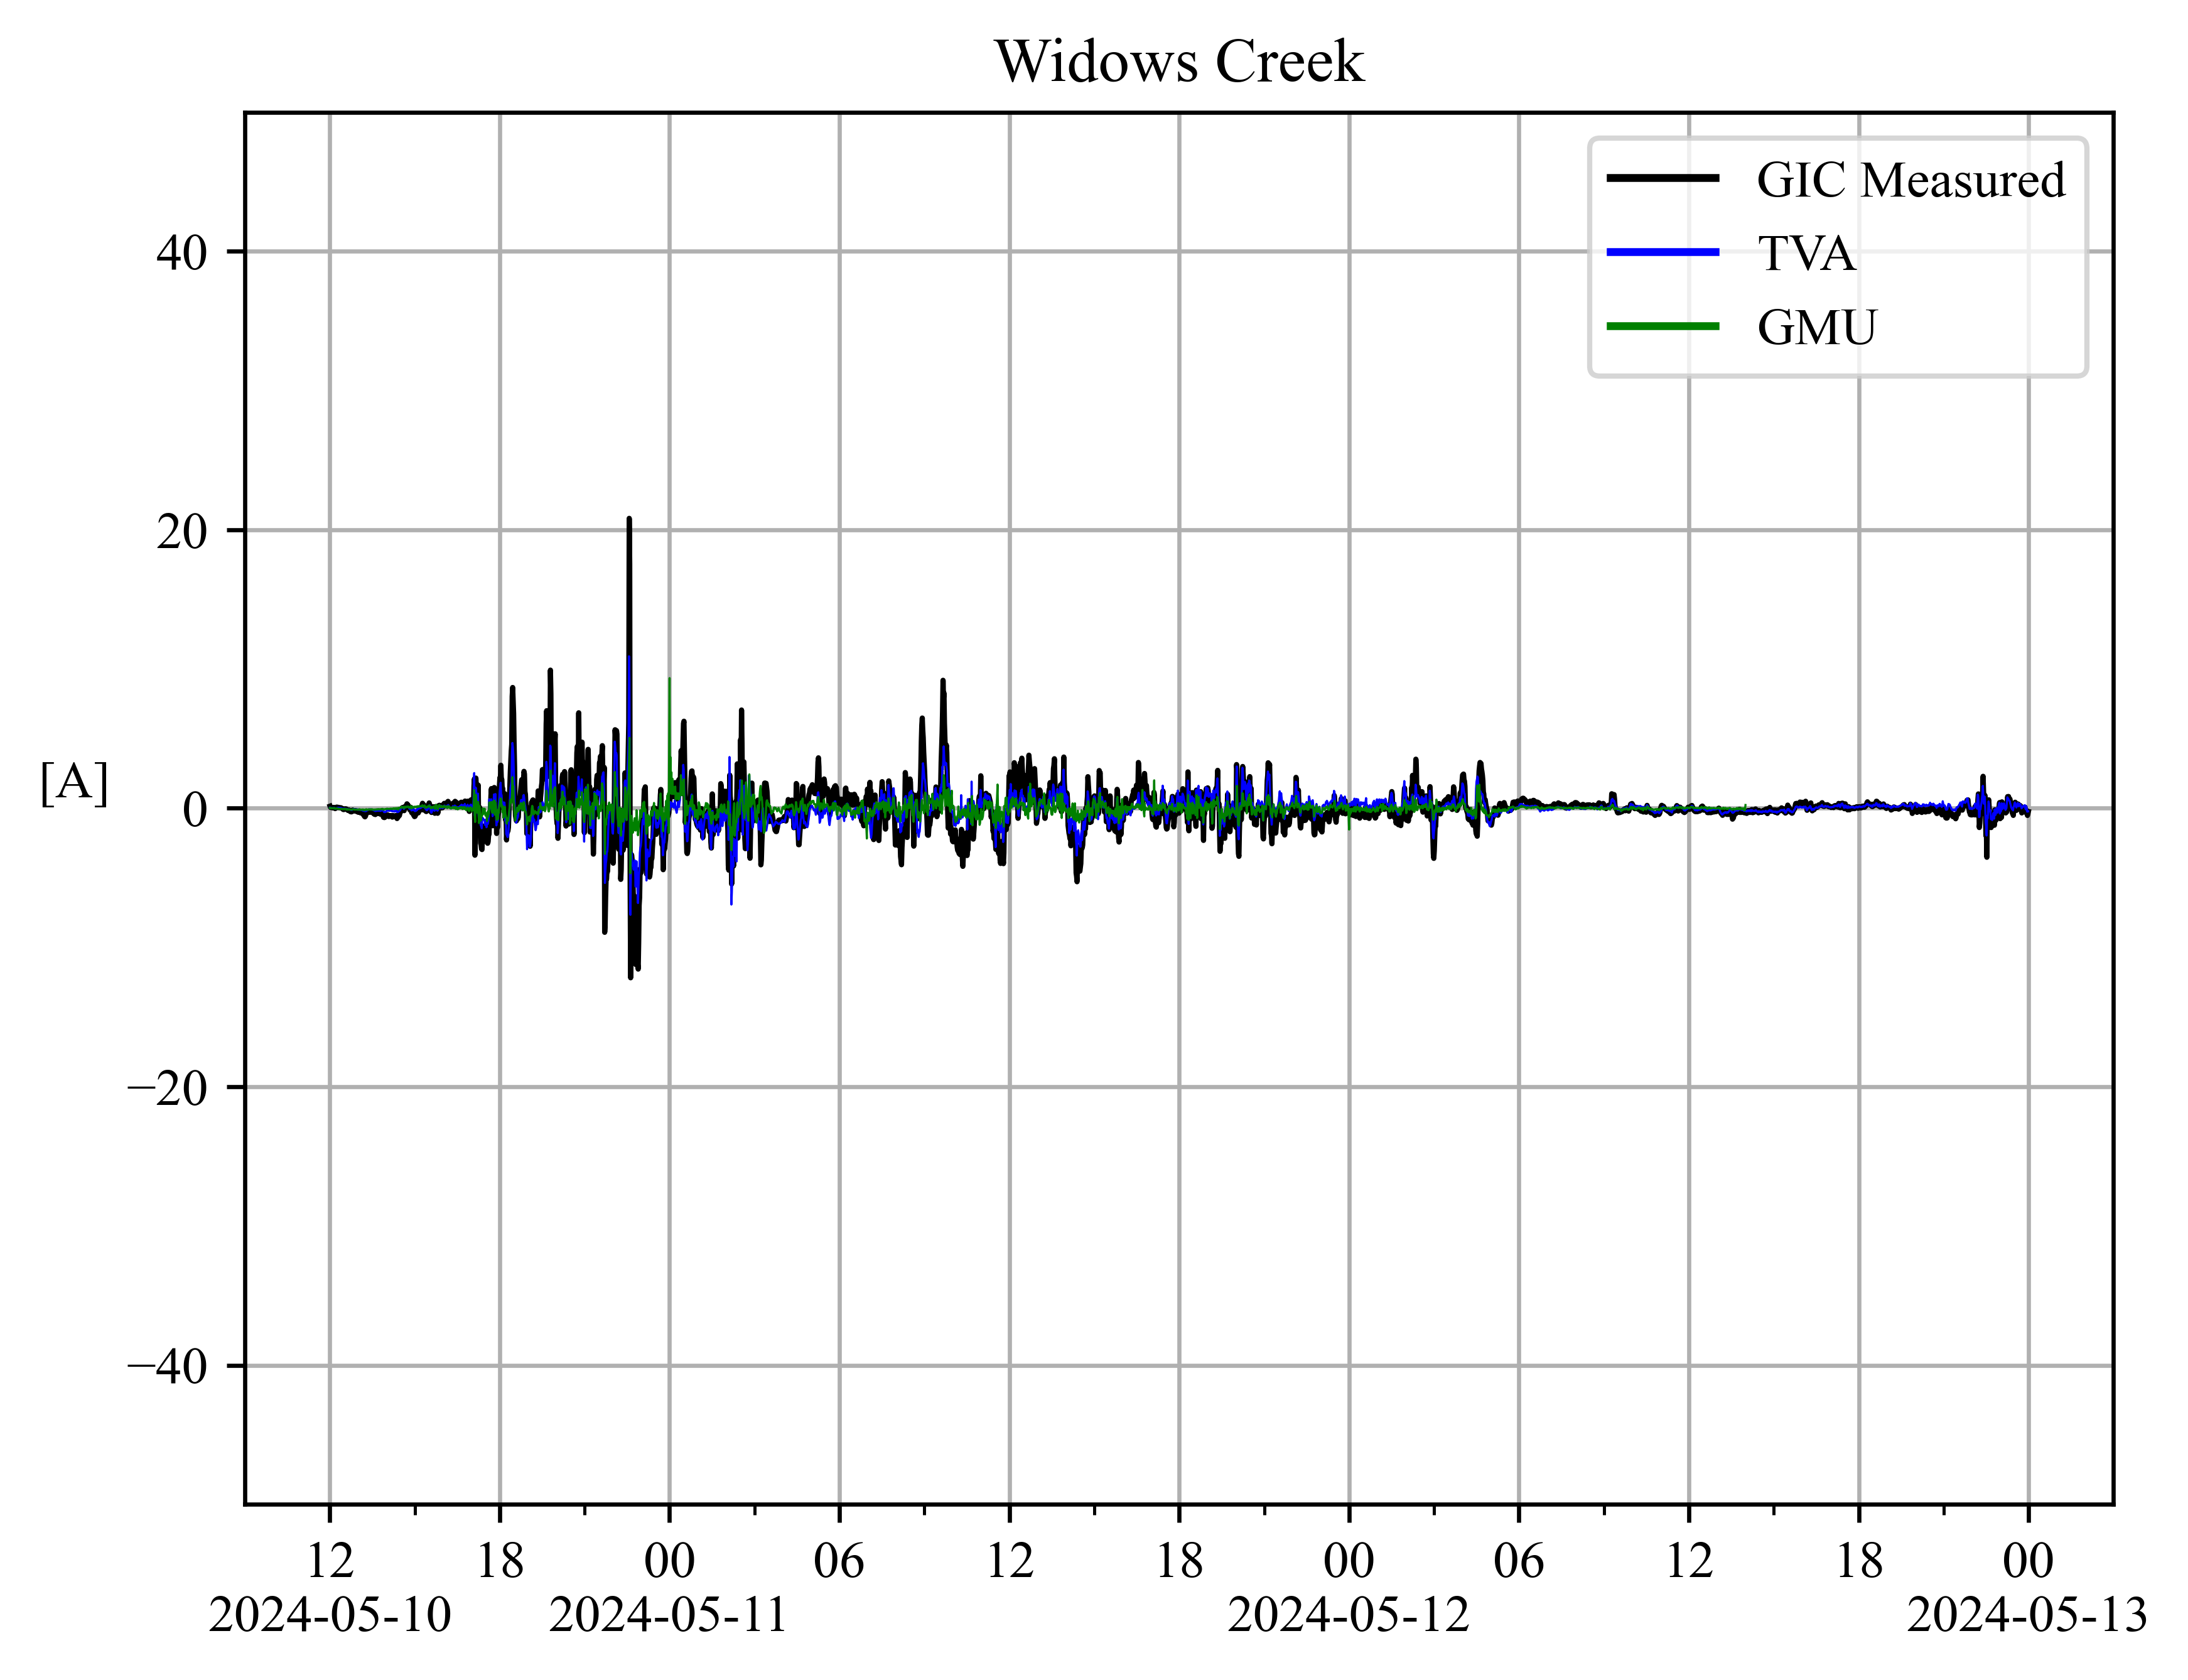 Widows Creek
GIC Measured
TVA
GMU
40
20
[A]
0
−20
−40
12 18 00 06 12 18 00 06 12 18 00
2024-05-10 2024-05-11 2024-05-12 2024-05-13